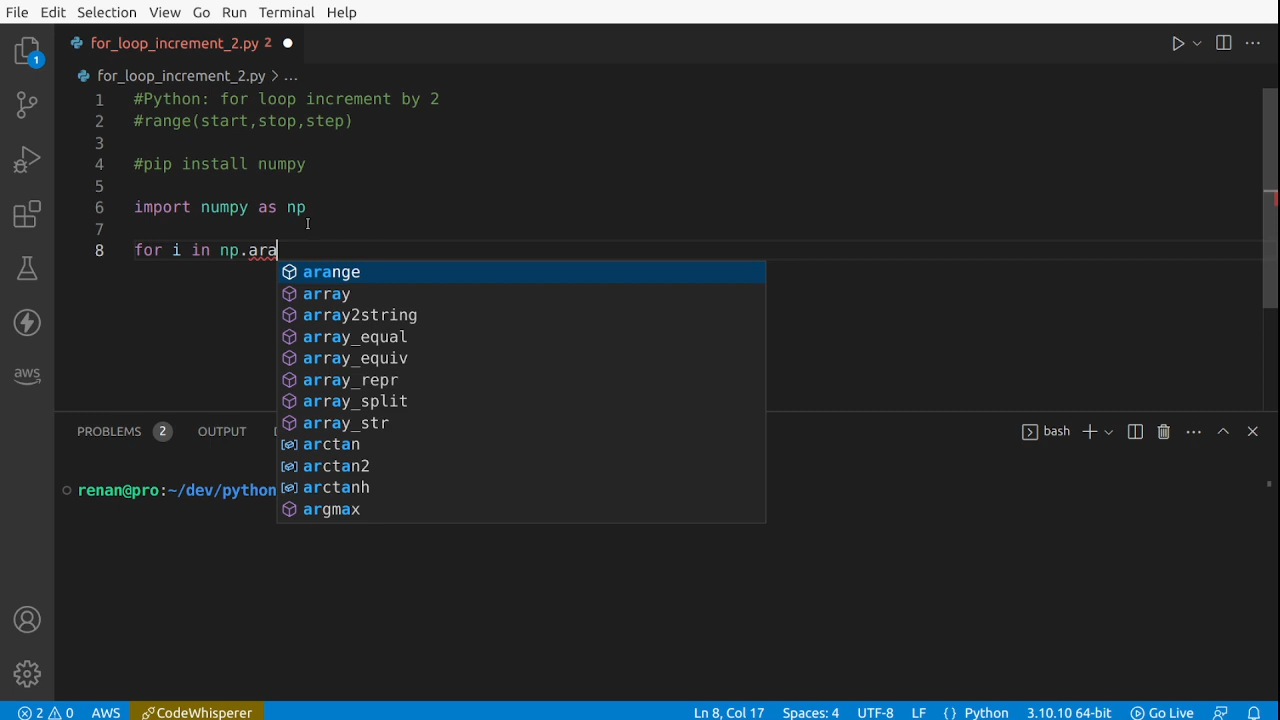 File Edit Selection View Go Run Terminal Help
for_loop_increment_2.py 2
for_loop_increment_2.py > ...
1 #Python: for loop increment by 2
2 #range(start,stop,step)
3
4 #pip install numpy
5
6 import numpy as np
7
8 for i in np.ara
arange
array
array2string
array_equal
array_equiv
array_repr
array_split
array_str
arctan
arctan2
arctanh
argmax
1
aws
PROBLEMS 2 OUTPUT
bash
renan@pro:~/dev/python
2 0 AWS CodeWhisperer Ln 8, Col 17 Spaces: 4 UTF-8 LF {} Python 3.10.10 64-bit Go Live